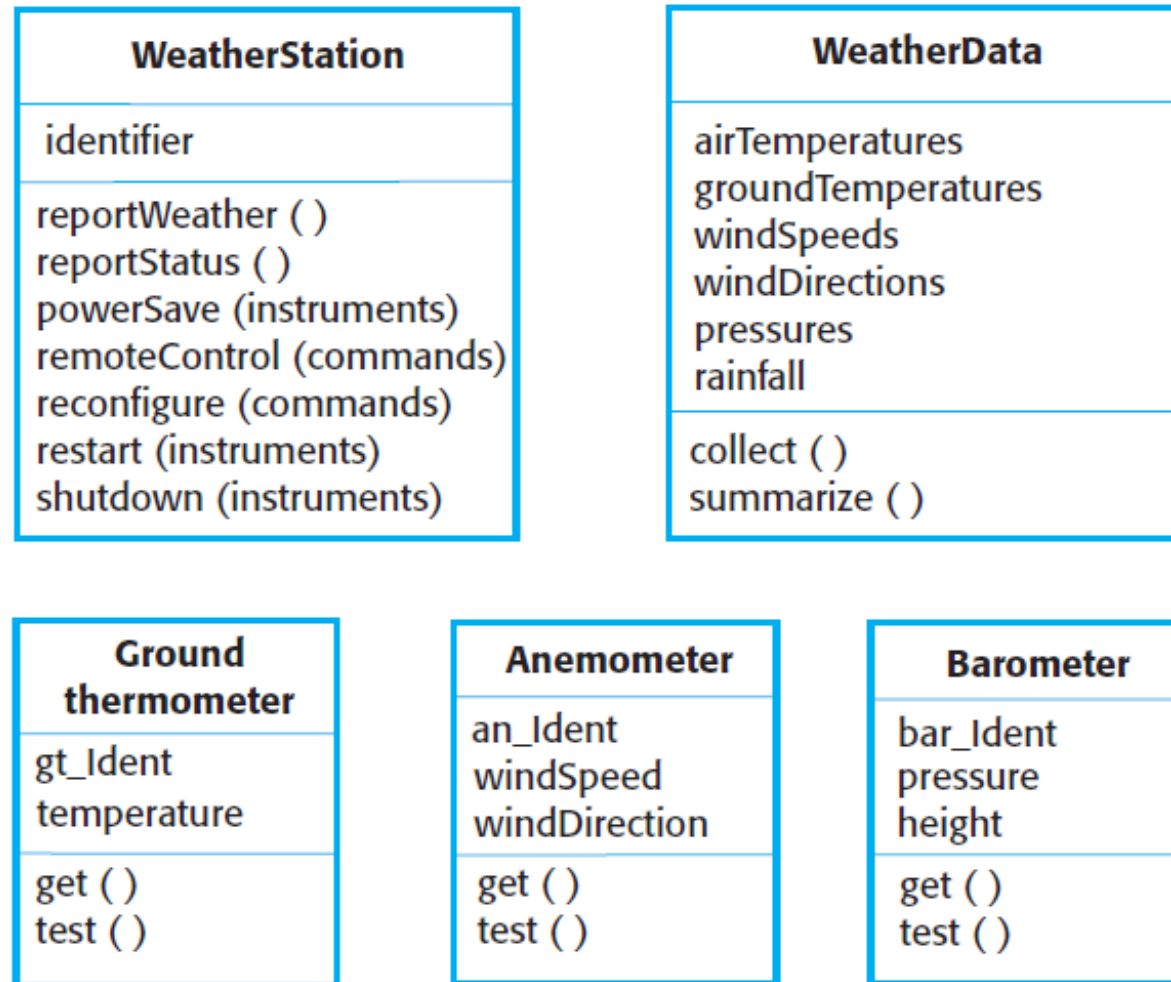 WeatherStation
identifier
reportWeather ( )
reportStatus ( )
powerSave (instruments)
remoteControl (commands)
reconfigure (commands)
restart (instruments)
shutdown (instruments)
WeatherData
airTemperatures
groundTemperatures
windSpeeds
windDirections
pressures
rainfall
collect ( )
summarize ( )
Ground
thermometer
gt_Ident
temperature
get ( )
test ( )
Anemometer
an_Ident
windSpeed
windDirection
get ( )
test ( )
Barometer
bar_Ident
pressure
height
get ( )
test ( )